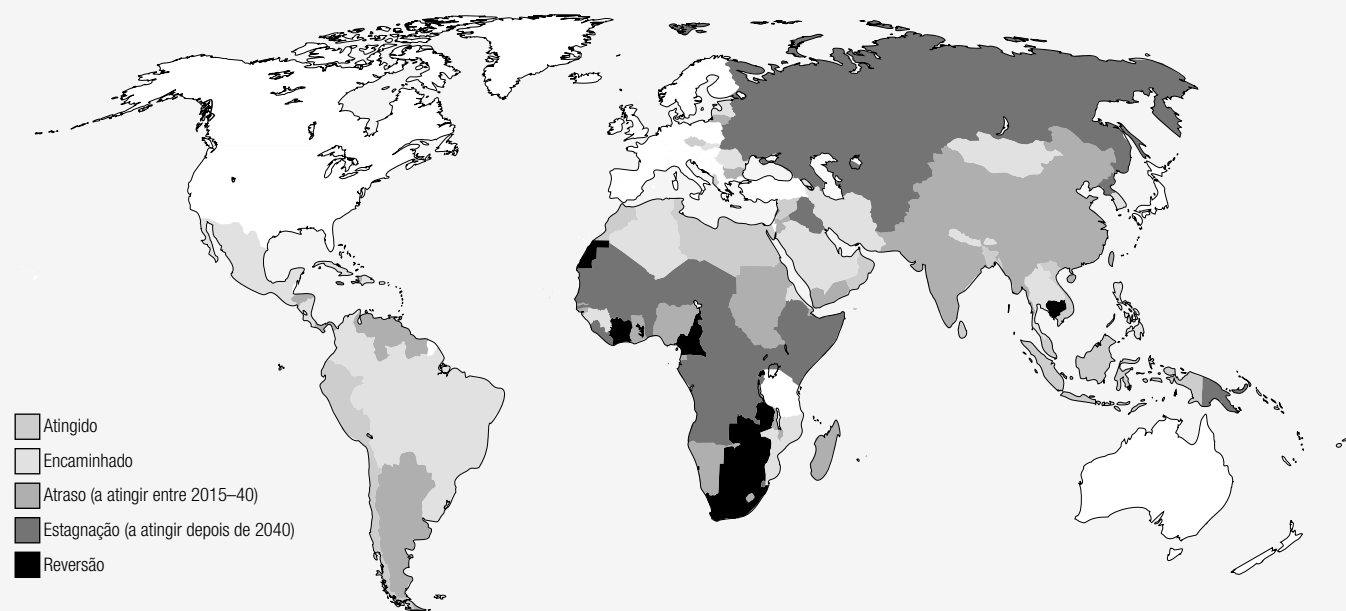 Atingido
Encaminhado
Atraso (a atingir entre 2015–40)
Estagnação (a atingir depois de 2040)
Reversão